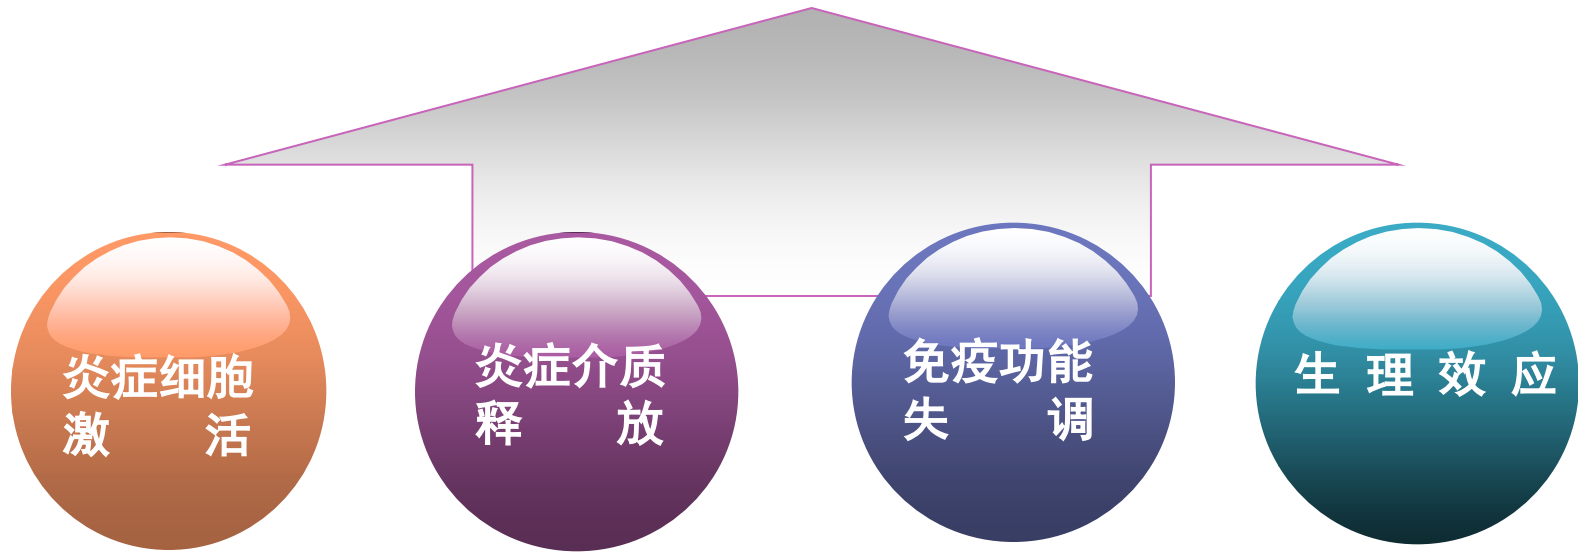 炎症细胞
激 活
炎症介质
释 放
免疫功能
失 调
生 理 效 应